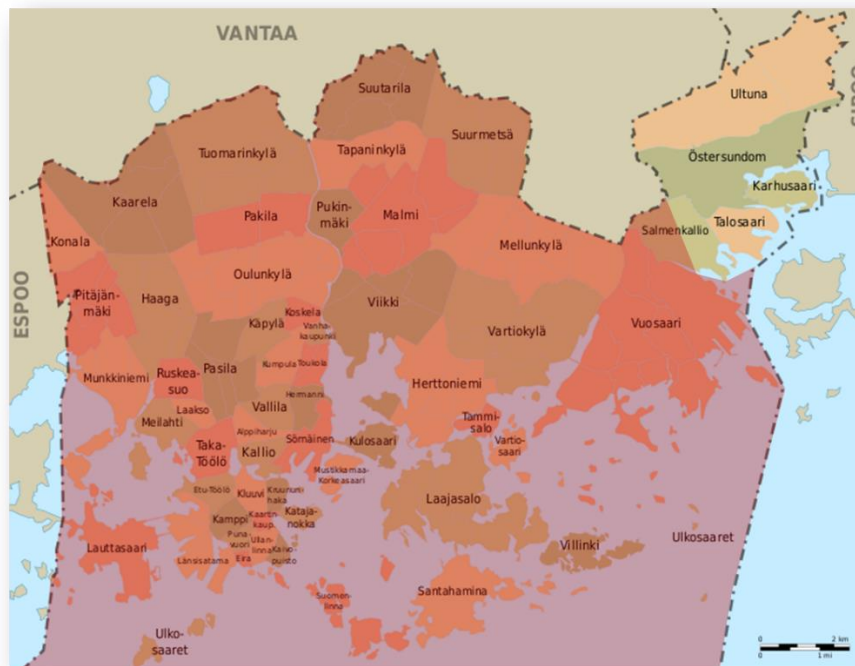 VANTAA
Suutarila
Ultuna
SIPOO
Suurmetsä
Tuomarinkylä
Tapaninkylä
Östersundom
Kaarela
Karhusaari
Pakila
Pukin-
mäki
Malmi
Talosaari
Konala
Salmenkallio
Mellunkylä
Oulunkylä
Pitäjän-
mäki
Haaga
Viikki
ESPOO
Koskela
Käpylä
Vanha-
kaupunki
Vartiokylä
Vuosaari
Pasila
Kumpula
Toukola
Munkkiniemi
Ruskea-
suo
Herttoniemi
Hermanni
Laakso
Vallila
Meilahti
Tammi-
salo
Alppiharju
Taka-
Töölö
Sörnäinen
Kulosaari
Vartio-
saari
Kallio
Mustikkamaa-
Korkeasaari
Etu-Töölö
Kluuvi
Kruunun-
haka
Laajasalo
Kamppi
Kaartin-
kaup.
Kataja-
nokka
Puna-
vuori
Ullan-
linna
Kaivo-
puisto
Lauttasaari
Länsisatama
Eira
Villinki
Ulkosaaret
Suomen-
linna
Santahamina
Ulko-
saaret
0 2 km
0 1 mi